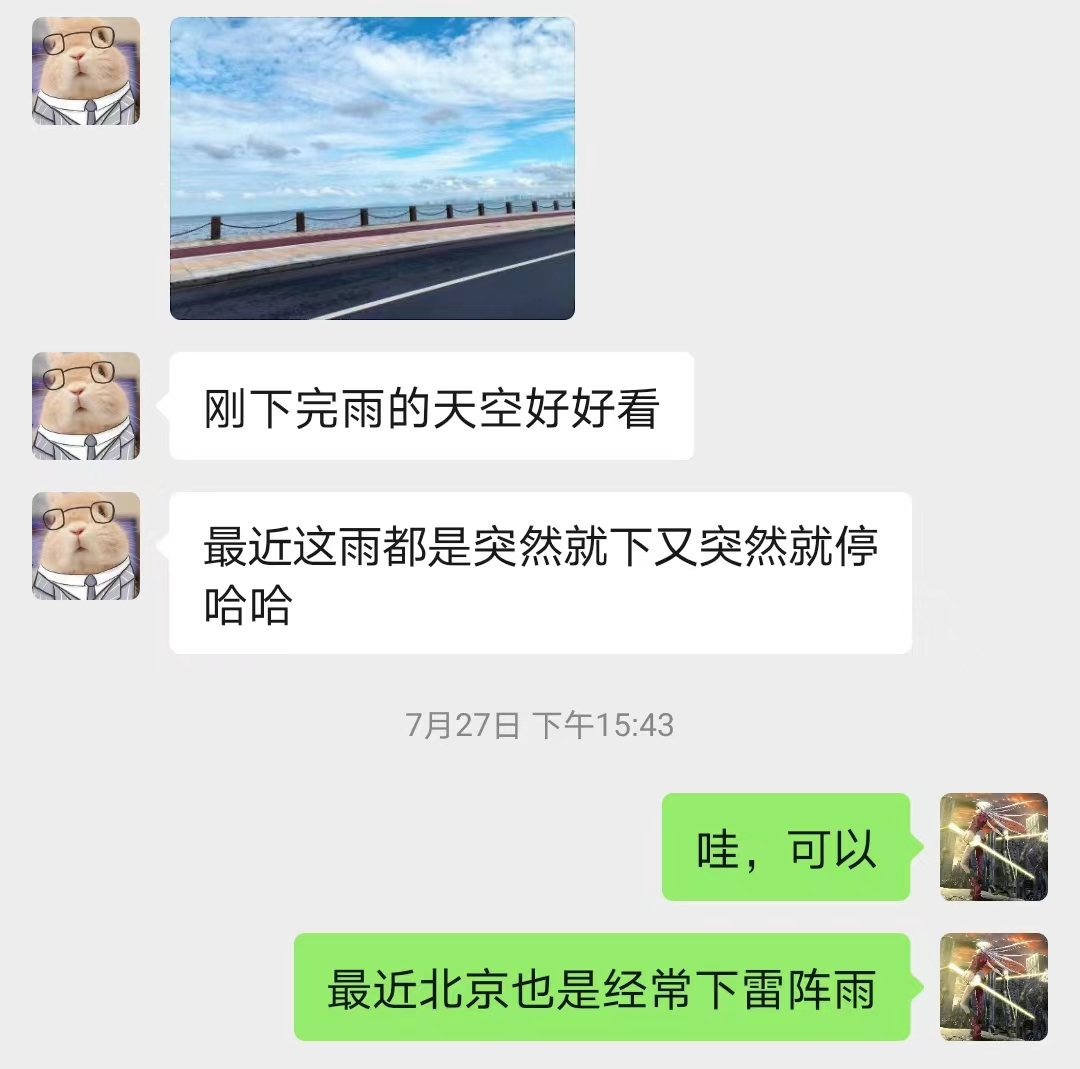 刚下完雨的天空好好看
最近这雨都是突然就下又突然就停
哈哈
7月27日 下午15:43
哇，可以
最近北京也是经常下雷阵雨